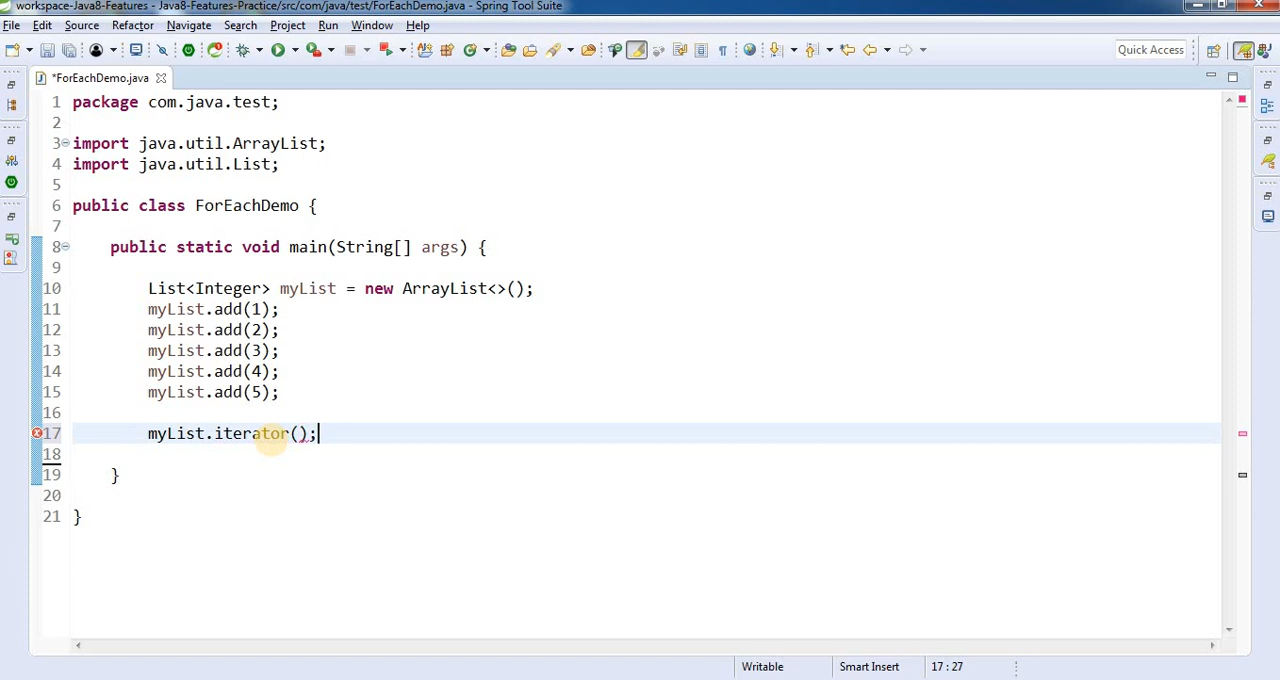 workspace-Java8-Features - Java8-Features-Practice/src/com/java/test/ForEachDemo.java - Spring Tool Suite
File Edit Source Refactor Navigate Search Project Run Window Help
Quick Access
*ForEachDemo.java
1 package com.java.test;
2
3 import java.util.ArrayList;
4 import java.util.List;
5
6 public class ForEachDemo {
7
8 public static void main(String[] args) {
9
10 List<Integer> myList = new ArrayList<>();
11 myList.add(1);
12 myList.add(2);
13 myList.add(3);
14 myList.add(4);
15 myList.add(5);
16
17 myList.iterator();
18
19 }
20
21 }
Writable Smart Insert 17 : 27